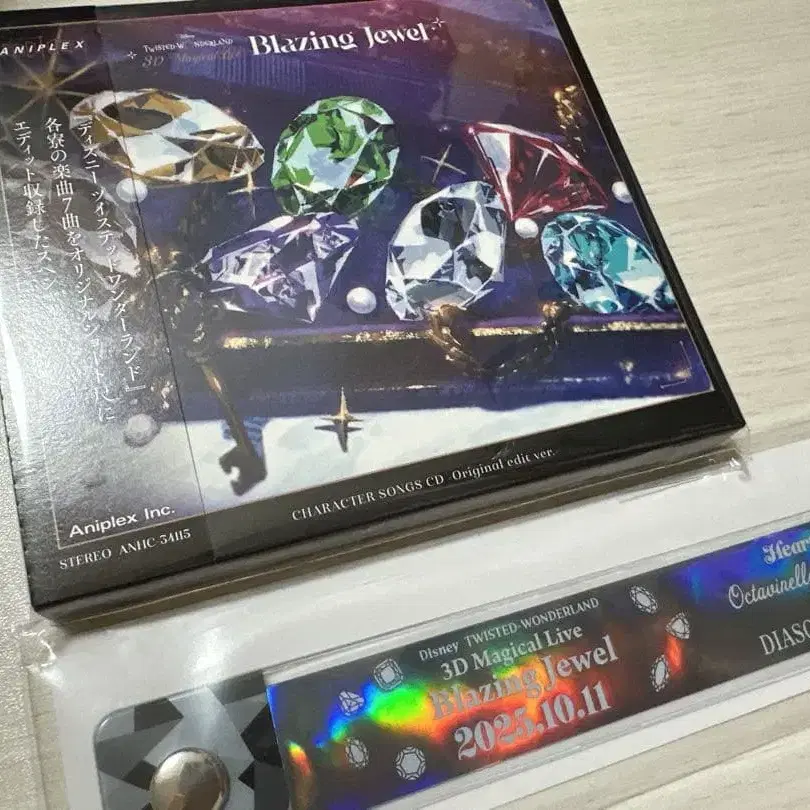 ANIPLEX
Disney
TWISTED-WONDERLAND
3D Magical Live
Blazing Jewel
『ディズニー ツイステッドワンダーランド』
各寮の楽曲7曲をオリジナルショート尺に
エディット収録したスペ
Aniplex Inc.
STEREO ANHC-34115
CHARACTER SONGS CD Original edit ver.
Disney TWISTED-WONDERLAND
3D Magical Live
Blazing Jewel
2025.10.11
Hear
Octavinelle
DIASO